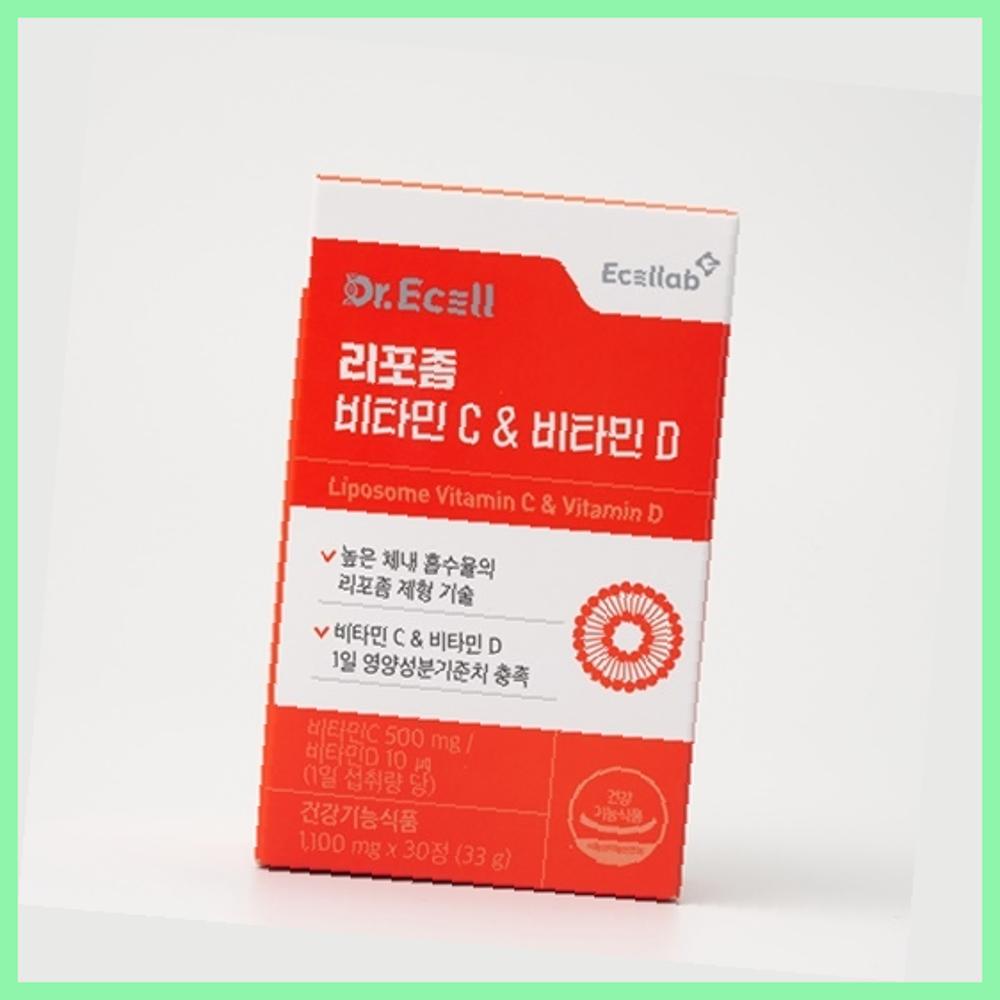 Ecellab
Dr.Ecell
리포좀
비타민 C & 비타민 D
Liposome Vitamin C & Vitamin D
높은 체내 흡수율의
리포좀 제형 기술
비타민 C & 비타민 D
1일 영양성분기준치 충족
비타민C 500 mg /
비타민D 10 ㎍
(1일 섭취량 당)
건강기능식품
1,100 mg x 30정 (33 g)
건강
기능식품